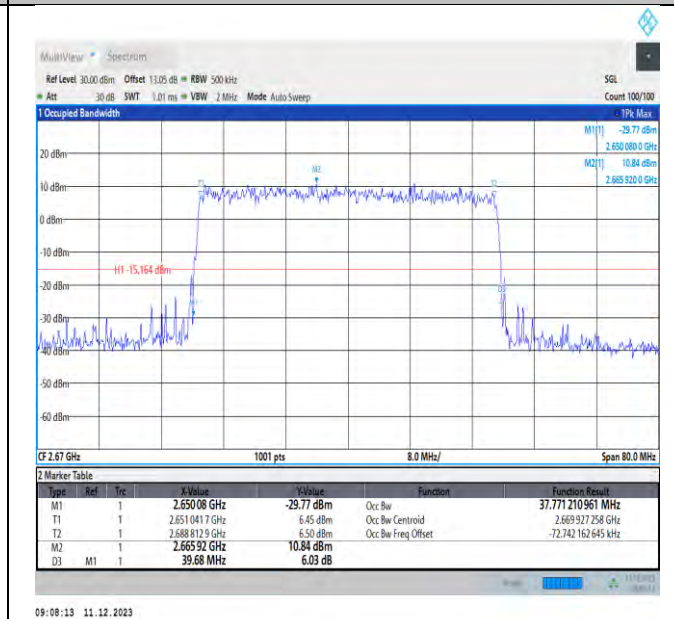 MultiView Spectrum
Ref Level 30.00 dBm Offset 13.05 dB RBW 500 kHz SGL
Att 30 dB SWT 1.01 ms VBW 2 MHz Mode Auto Sweep Count 100/100
1 Occupied Bandwidth 1Pk Max
M1[1] -29.77 dBm
2.650 080 0 GHz
20 dBm M2[1] 10.84 dBm
2.665 920 0 GHz
M2
10 dBm T1 T2
0 dBm
-10 dBm
H1 -15.164 dBm
-20 dBm
D3
M1
-30 dBm
-40 dBm
-50 dBm
-60 dBm
CF 2.67 GHz 1001 pts 8.0 MHz/ Span 80.0 MHz
2 Marker Table
Type Ref Trc X-Value Y-Value Function Function Result
M1 1 2.650 08 GHz -29.77 dBm Occ Bw 37.771 210 961 MHz
T1 1 2.651 041 7 GHz 6.45 dBm Occ Bw Centroid 2.669 927 258 GHz
T2 1 2.688 812 9 GHz 6.50 dBm Occ Bw Freq Offset -72.742 162 645 kHz
M2 1 2.665 92 GHz 10.84 dBm
D3 M1 1 39.68 MHz 6.03 dB
09:08:13 11.12.2023